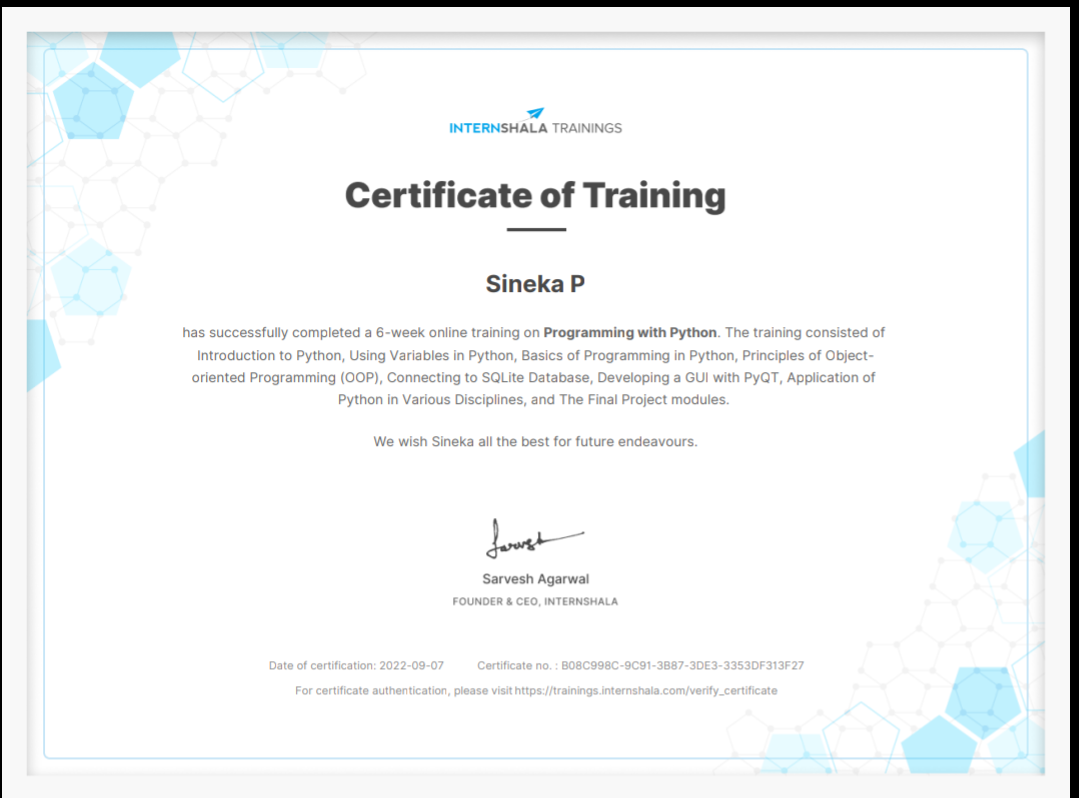 INTERNSHALA TRAININGS
Certificate of Training
Sineka P
has successfully completed a 6-week online training on Programming with Python. The training consisted of
Introduction to Python, Using Variables in Python, Basics of Programming in Python, Principles of Object-
oriented Programming (OOP), Connecting to SQLite Database, Developing a GUI with PyQT, Application of
Python in Various Disciplines, and The Final Project modules.
We wish Sineka all the best for future endeavours.
Sarvesh
Sarvesh Agarwal
FOUNDER & CEO, INTERNSHALA
Date of certification: 2022-09-07 Certificate no. : B08C998C-9C91-3B87-3DE3-3353DF313F27
For certificate authentication, please visit https://trainings.internshala.com/verify_certificate